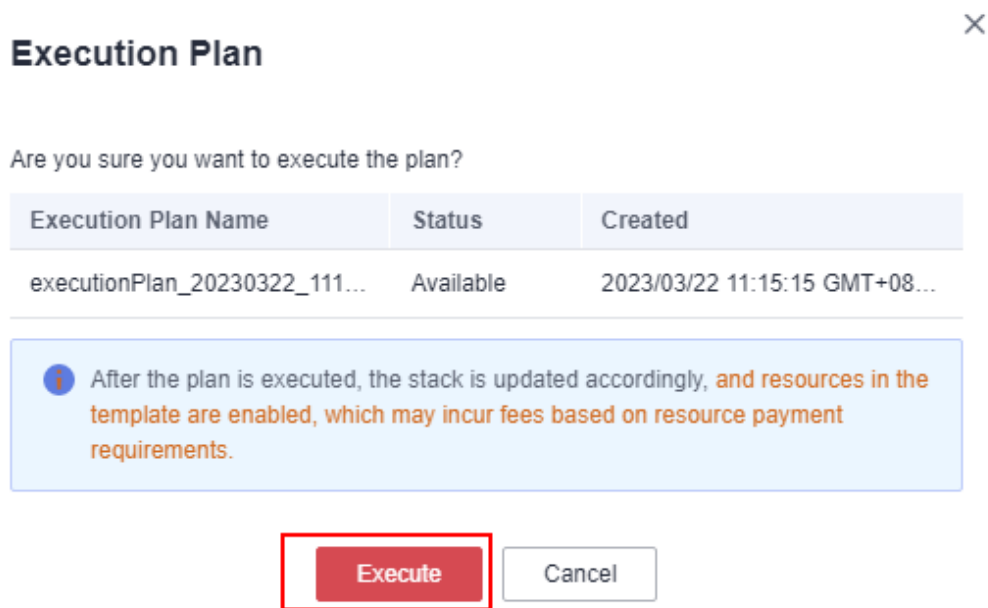 Execution Plan
Are you sure you want to execute the plan?
Execution Plan Name Status Created
executionPlan_20230322_111... Available 2023/03/22 11:15:15 GMT+08...
After the plan is executed, the stack is updated accordingly, and resources in the
template are enabled, which may incur fees based on resource payment
requirements.
Execute Cancel